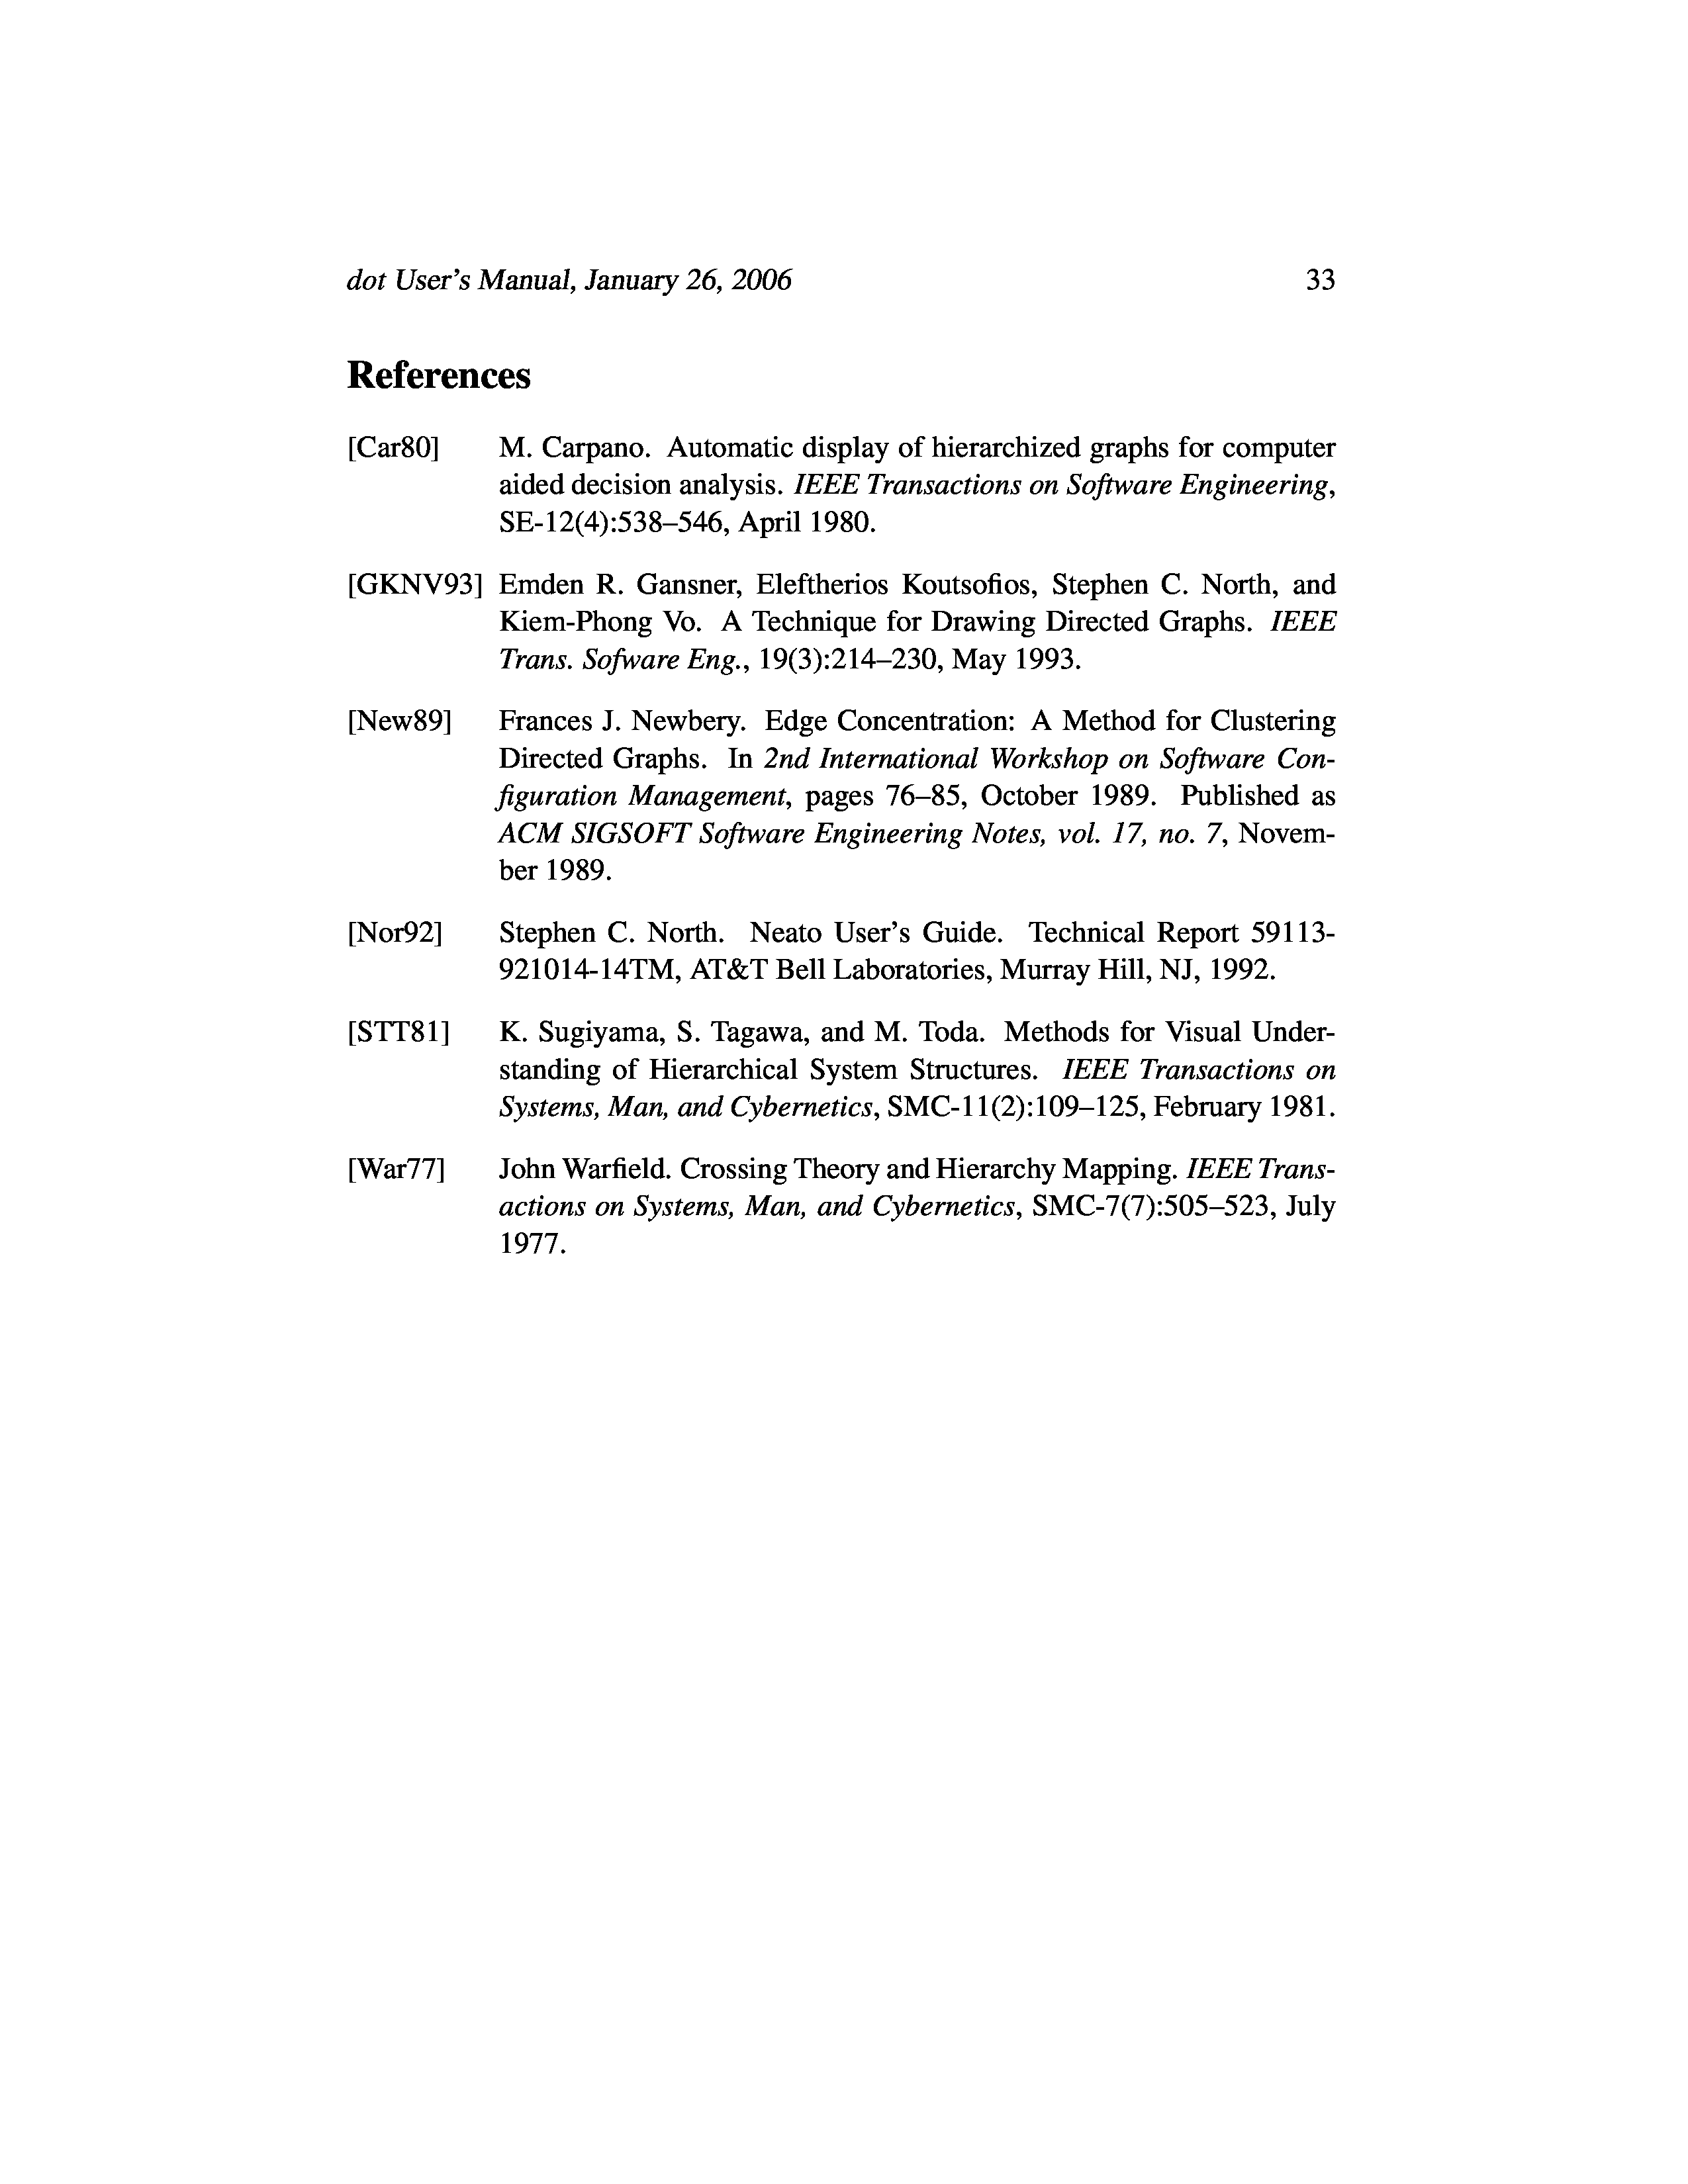 dot User's Manual, January 26, 2006 33
References
[Car80] M. Carpano. Automatic display of hierarchized graphs for computer
aided decision analysis. IEEE Transactions on Software Engineering,
SE-12(4):538–546, April 1980.
[GKNV93] Emden R. Gansner, Eleftherios Koutsofios, Stephen C. North, and
Kiem-Phong Vo. A Technique for Drawing Directed Graphs. IEEE
Trans. Sofware Eng., 19(3):214–230, May 1993.
[New89] Frances J. Newbery. Edge Concentration: A Method for Clustering
Directed Graphs. In 2nd International Workshop on Software Con-
figuration Management, pages 76–85, October 1989. Published as
ACM SIGSOFT Software Engineering Notes, vol. 17, no. 7, Novem-
ber 1989.
[Nor92] Stephen C. North. Neato User's Guide. Technical Report 59113-
921014-14TM, AT&T Bell Laboratories, Murray Hill, NJ, 1992.
[STT81] K. Sugiyama, S. Tagawa, and M. Toda. Methods for Visual Under-
standing of Hierarchical System Structures. IEEE Transactions on
Systems, Man, and Cybernetics, SMC-11(2):109–125, February 1981.
[War77] John Warfield. Crossing Theory and Hierarchy Mapping. IEEE Trans-
actions on Systems, Man, and Cybernetics, SMC-7(7):505–523, July
1977.